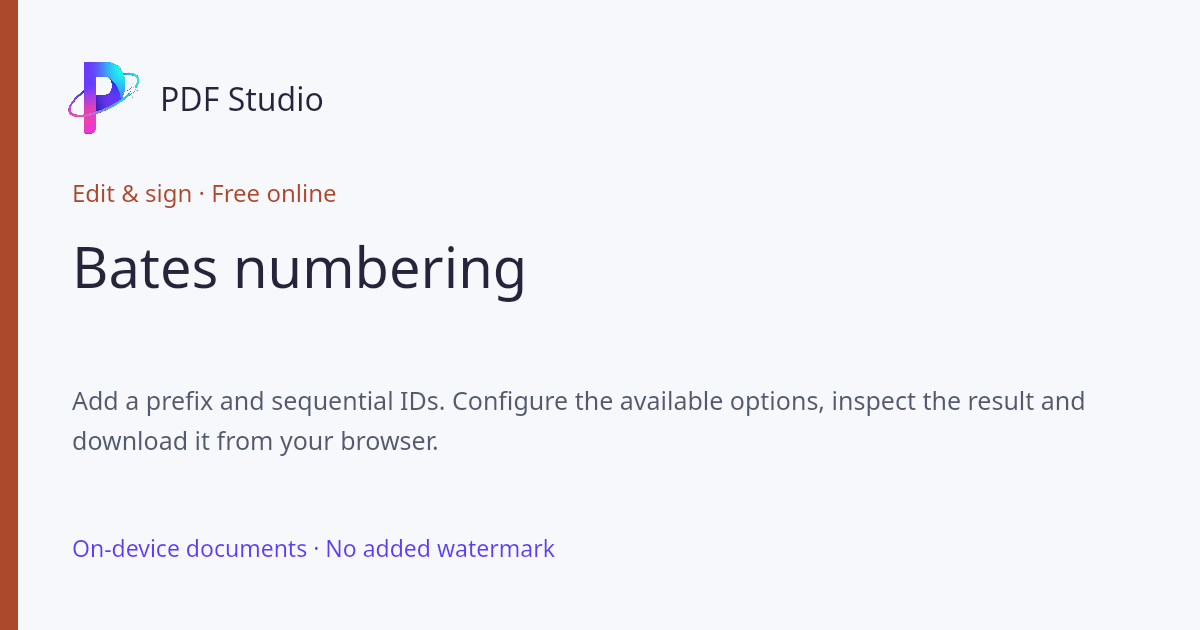 PDF Studio
Edit & sign · Free online
Bates numbering
Add a prefix and sequential IDs. Configure the available options, inspect the result and
download it from your browser.
On-device documents · No added watermark